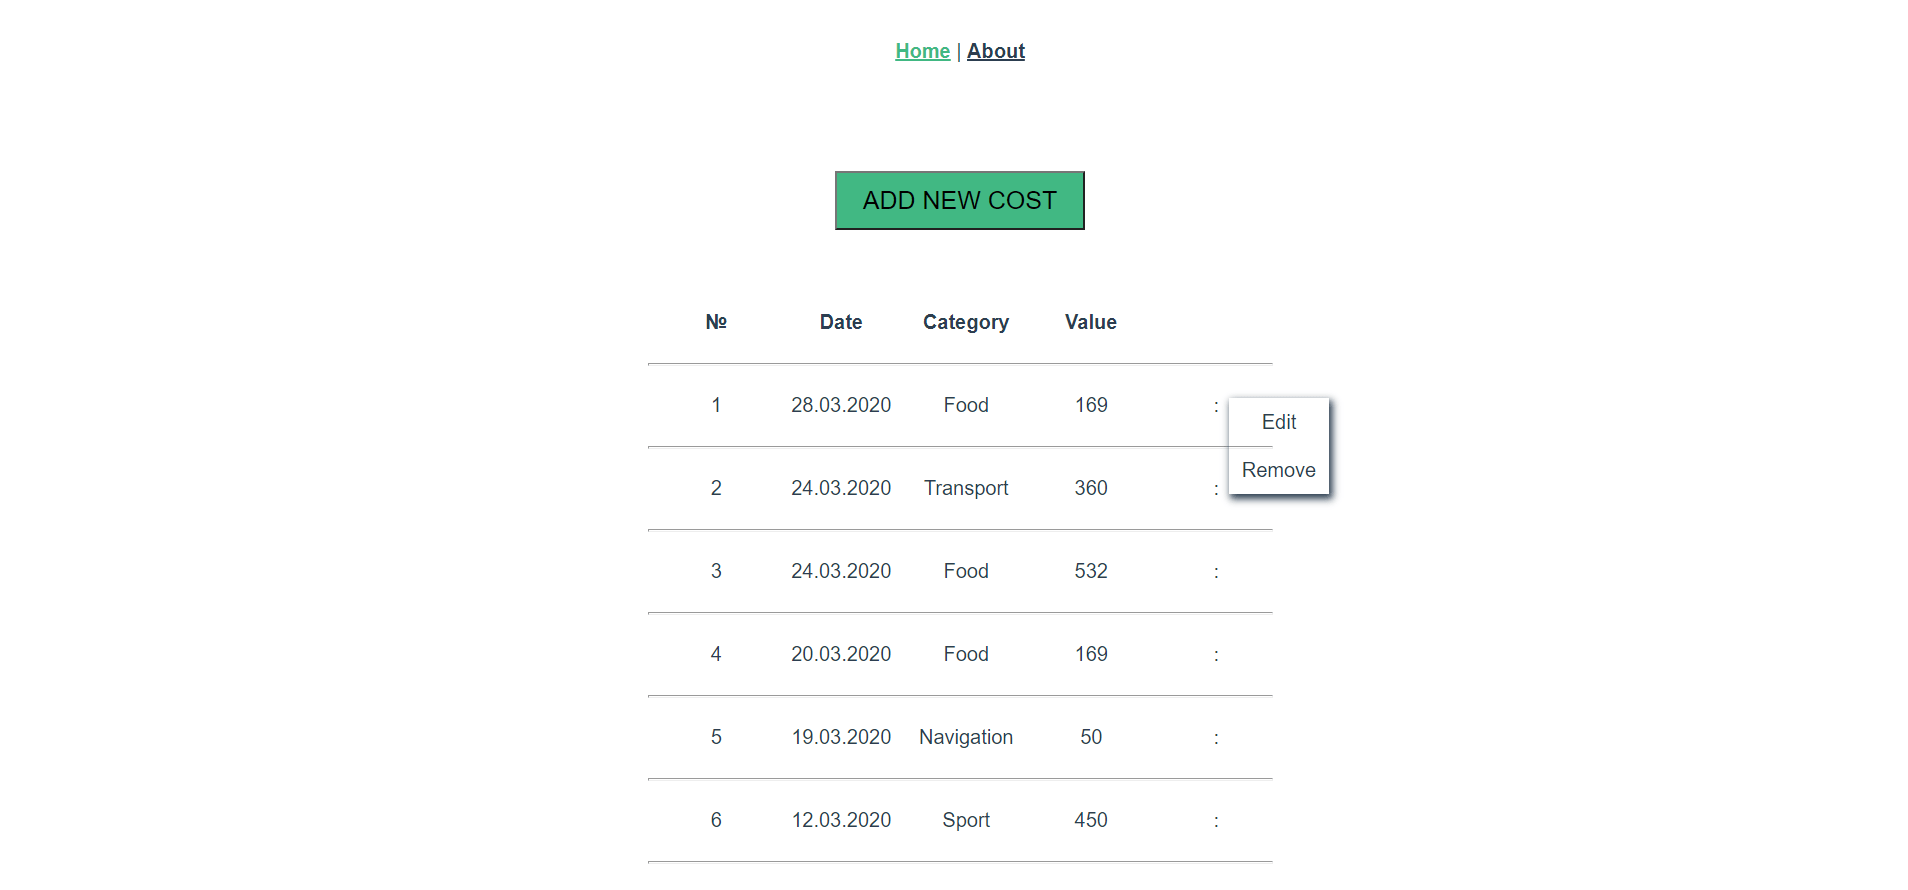 Home | About
ADD NEW COST
№ Date Category Value
1 28.03.2020 Food 169 :
Edit
Remove
2 24.03.2020 Transport 360 :
3 24.03.2020 Food 532 :
4 20.03.2020 Food 169 :
5 19.03.2020 Navigation 50 :
6 12.03.2020 Sport 450 :